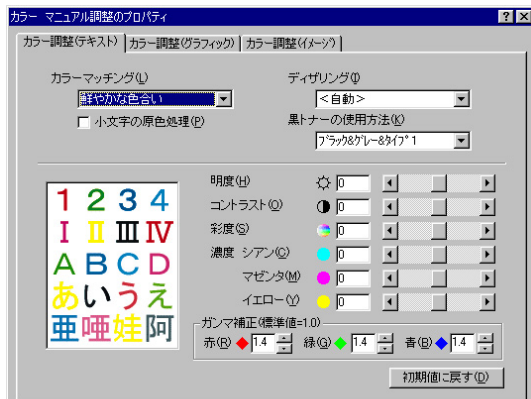 カラー マニュアル調整のプロパティ
カラー調整(テキスト) カラー調整(グラフィック) カラー調整(イメージ)
カラーマッチング(L) ディザリング(I)
鮮やかな色合い <自動>
小文字の原色処理(P) 黒トナーの使用方法(K)
ブラック&グレー&タイプ1
明度(H) 0
コントラスト(O) 0
彩度(S) 0
濃度 シアン(C) 0
マゼンタ(M) 0
イエロー(Y) 0
1 2 3 4
I II III IV
A B C D
あ い う え
亜 唖 娃 阿
ガンマ補正(標準値=1.0)
赤(R) 1.4 緑(G) 1.4 青(B) 1.4
初期値に戻す(D)